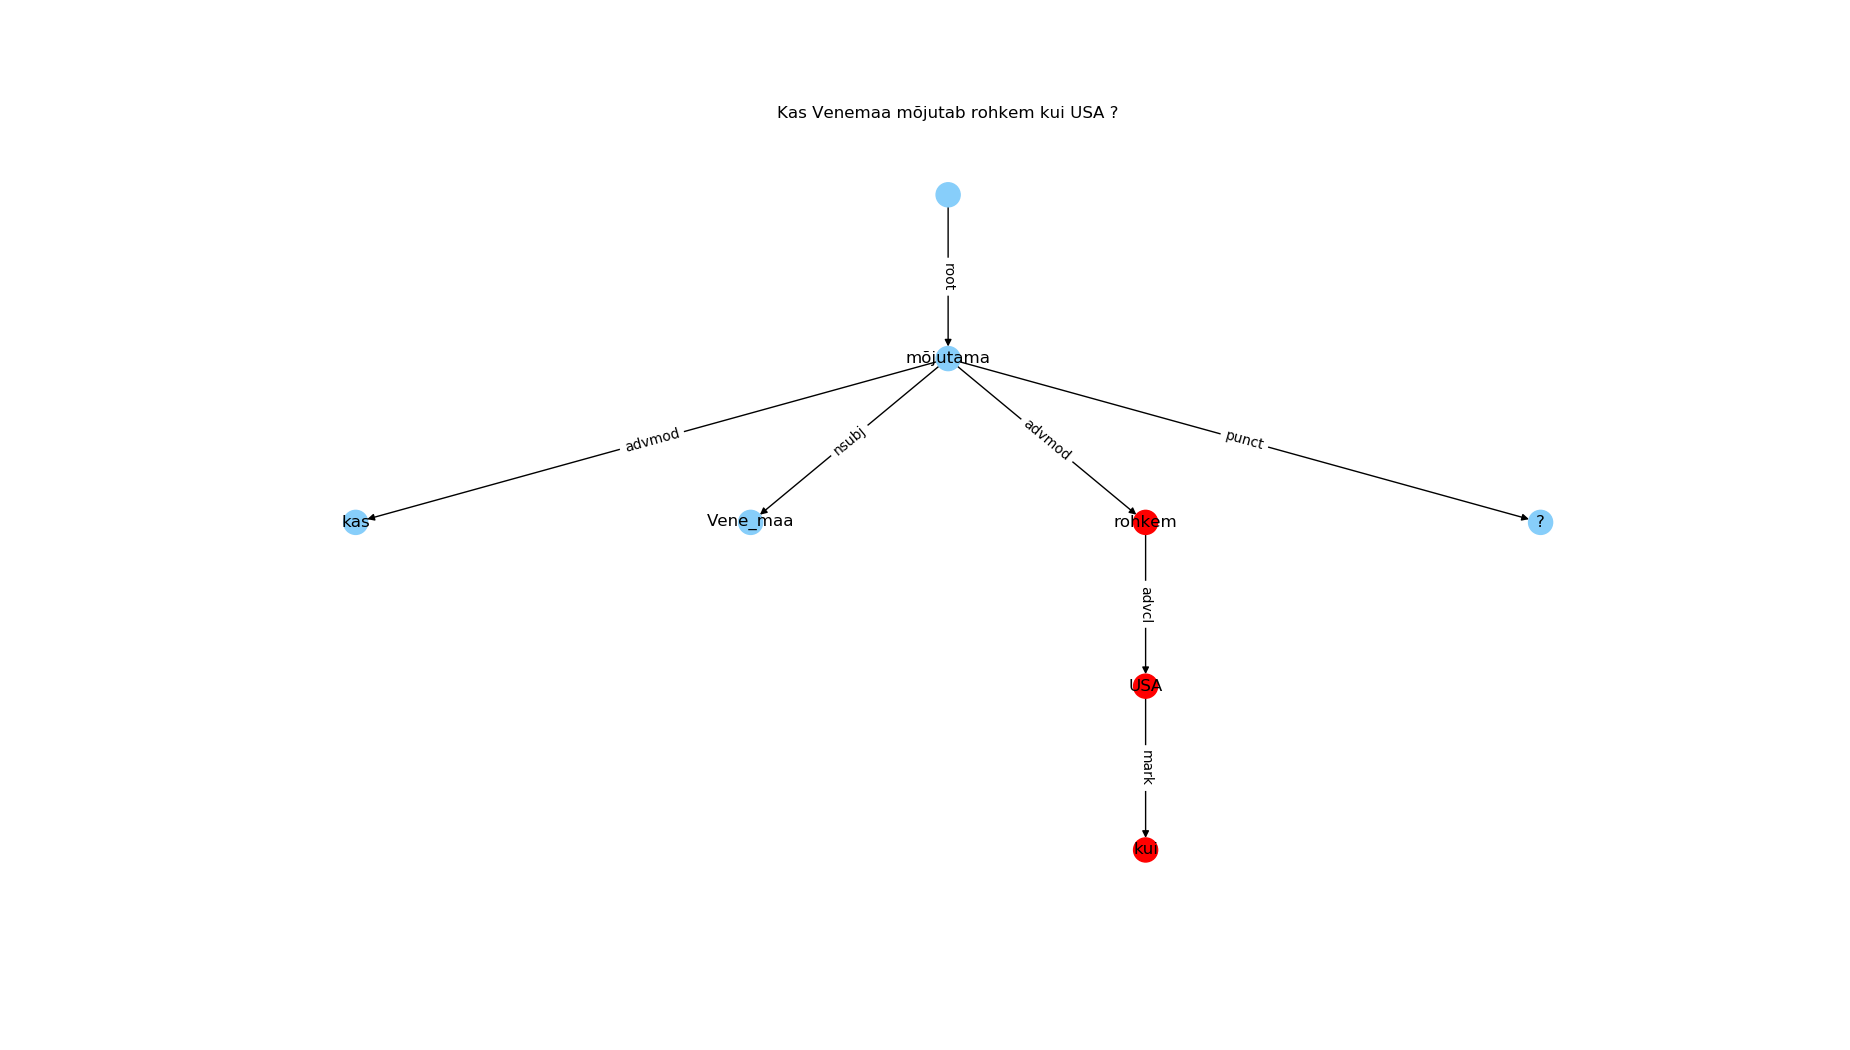 Kas Venemaa mõjutab rohkem kui USA ?
root
mõjutama
advmod
nsubj
advmod
punct
kas
Vene_maa
rohkem
?
advcl
USA
mark
kui